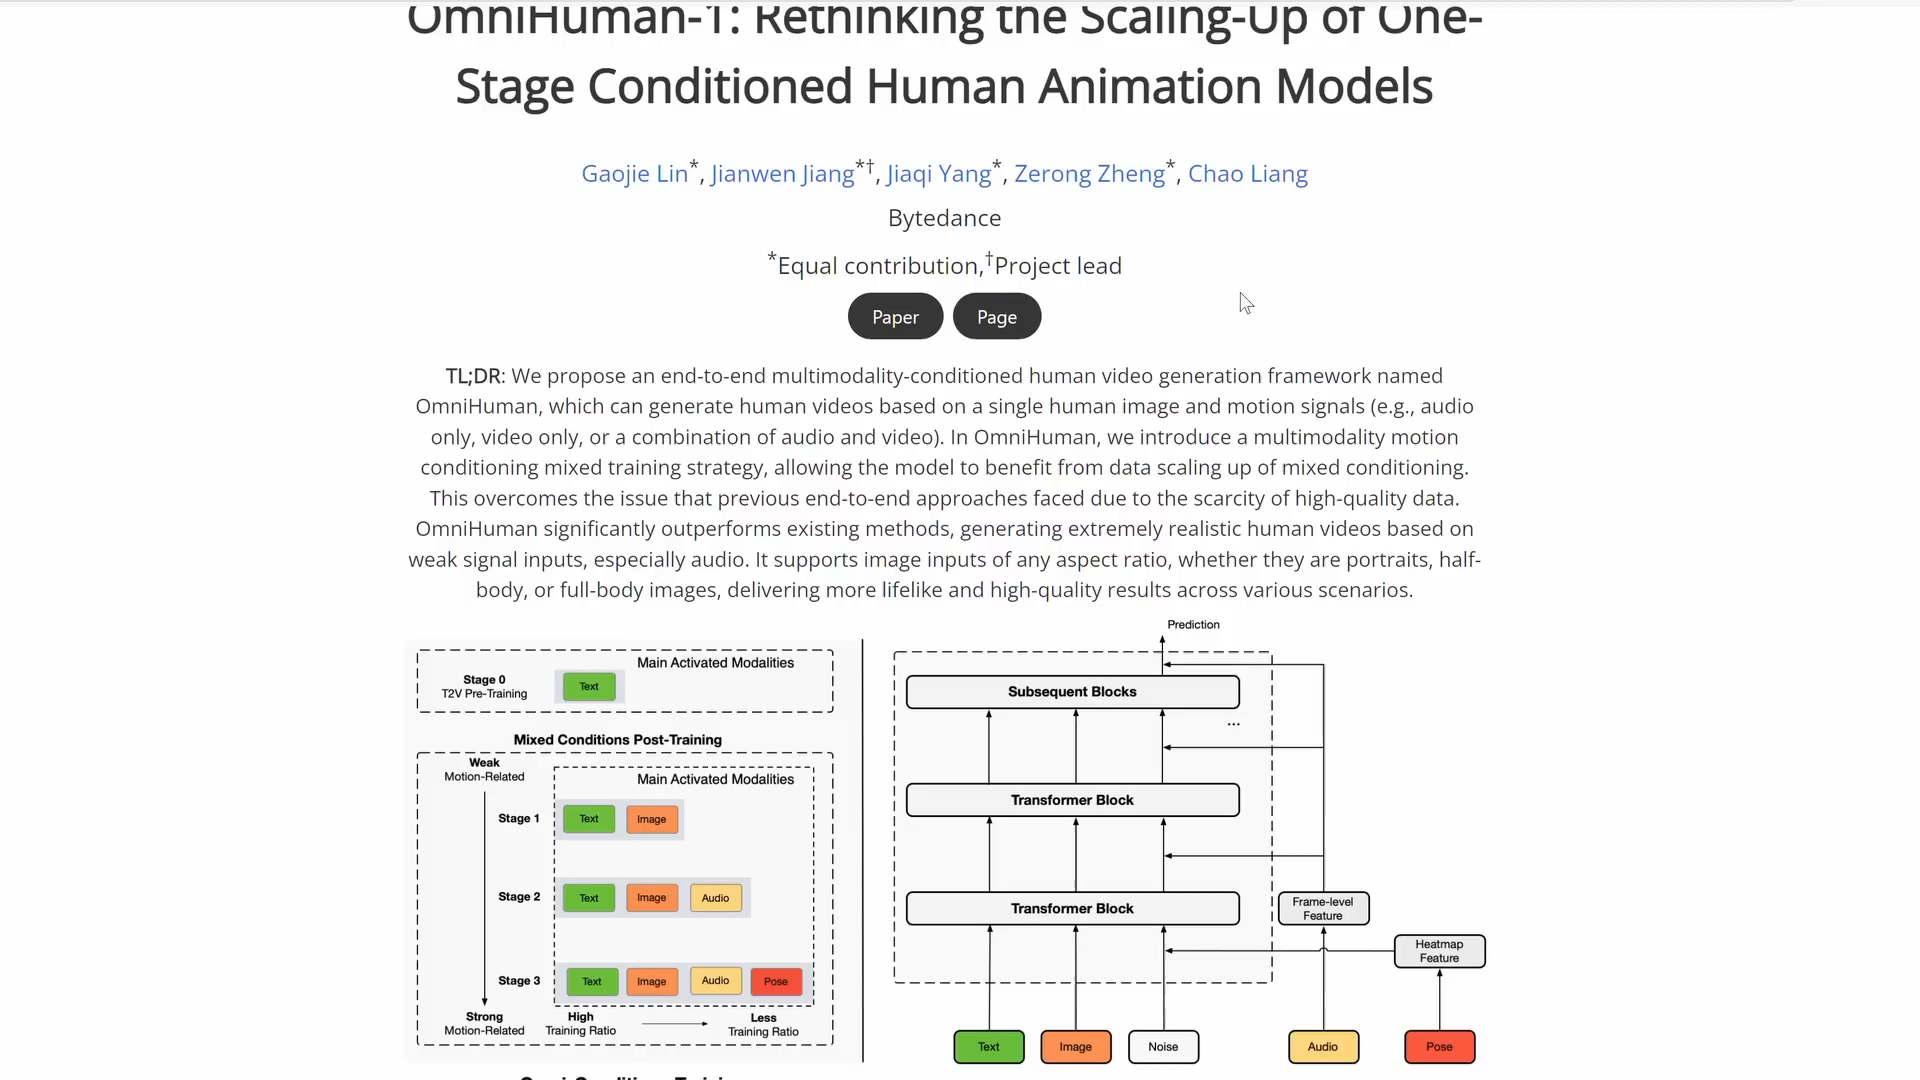 OmniHuman-1: Rethinking the Scaling-Up of One-
Stage Conditioned Human Animation Models
Gaojie Lin*, Jianwen Jiang*†, Jiaqi Yang*, Zerong Zheng*, Chao Liang
Bytedance
*Equal contribution,†Project lead
Paper
Page
TL;DR: We propose an end-to-end multimodality-conditioned human video generation framework named
OmniHuman, which can generate human videos based on a single human image and motion signals (e.g., audio
only, video only, or a combination of audio and video). In OmniHuman, we introduce a multimodality motion
conditioning mixed training strategy, allowing the model to benefit from data scaling up of mixed conditioning.
This overcomes the issue that previous end-to-end approaches faced due to the scarcity of high-quality data.
OmniHuman significantly outperforms existing methods, generating extremely realistic human videos based on
weak signal inputs, especially audio. It supports image inputs of any aspect ratio, whether they are portraits, half-
body, or full-body images, delivering more lifelike and high-quality results across various scenarios.
Main Activated Modalities
Stage 0
T2V Pre-Training
Text
Mixed Conditions Post-Training
Weak
Motion-Related
Main Activated Modalities
Stage 1
Text
Image
Stage 2
Text
Image
Audio
Stage 3
Text
Image
Audio
Pose
Strong
Motion-Related
High
Training Ratio
Less
Training Ratio
Prediction
Subsequent Blocks
...
Transformer Block
Transformer Block
Frame-level
Feature
Heatmap
Feature
Text
Image
Noise
Audio
Pose